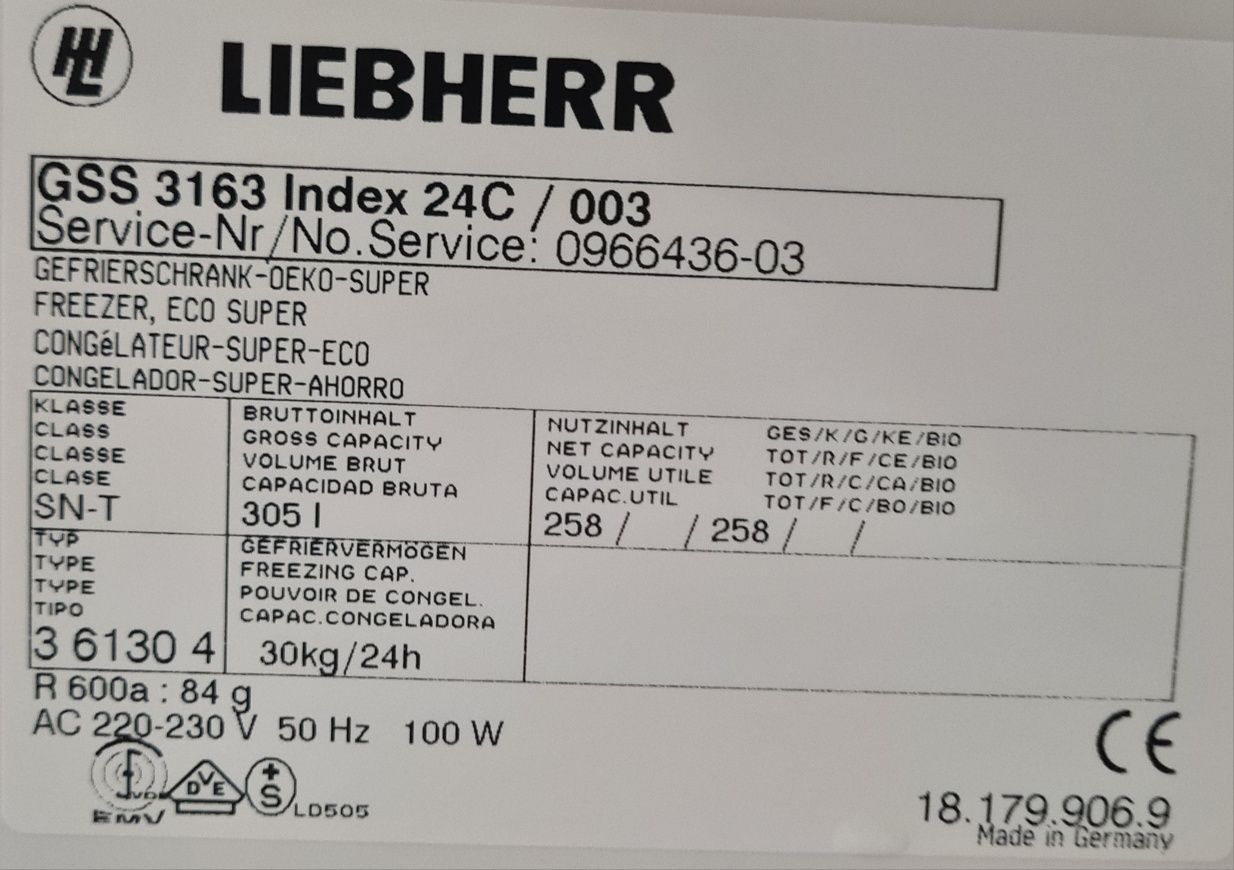 LIEBHERR
GSS 3163 Index 24C / 003
Service-Nr/No.Service: 0966436-03
GEFRIERSCHRANK-OEKO-SUPER
FREEZER, ECO SUPER
CONGéLATEUR-SUPER-ECO
CONGELADOR-SUPER-AHORRO
KLASSE
CLASS
CLASSE
CLASE
SN-T
BRUTTOINHALT
GROSS CAPACITY
VOLUME BRUT
CAPACIDAD BRUTA
305 l
NUTZINHALT GES/K/G/KE/BIO
NET CAPACITY TOT/R/F/CE/BIO
VOLUME UTILE TOT/R/C/CA/BIO
CAPAC.UTIL TOT/F/C/BO/BIO
258 / / 258 / /
TYP
TYPE
TYPE
TIPO
3 6130 4
GEFRIERVERMöGEN
FREEZING CAP.
POUVOIR DE CONGEL.
CAPAC.CONGELADORA
30kg/24h
R 600a : 84 g
AC 220-230 V 50 Hz 100 W
CE
EMV
DVE
+S
LD505
18.179.906.9
Made in Germany